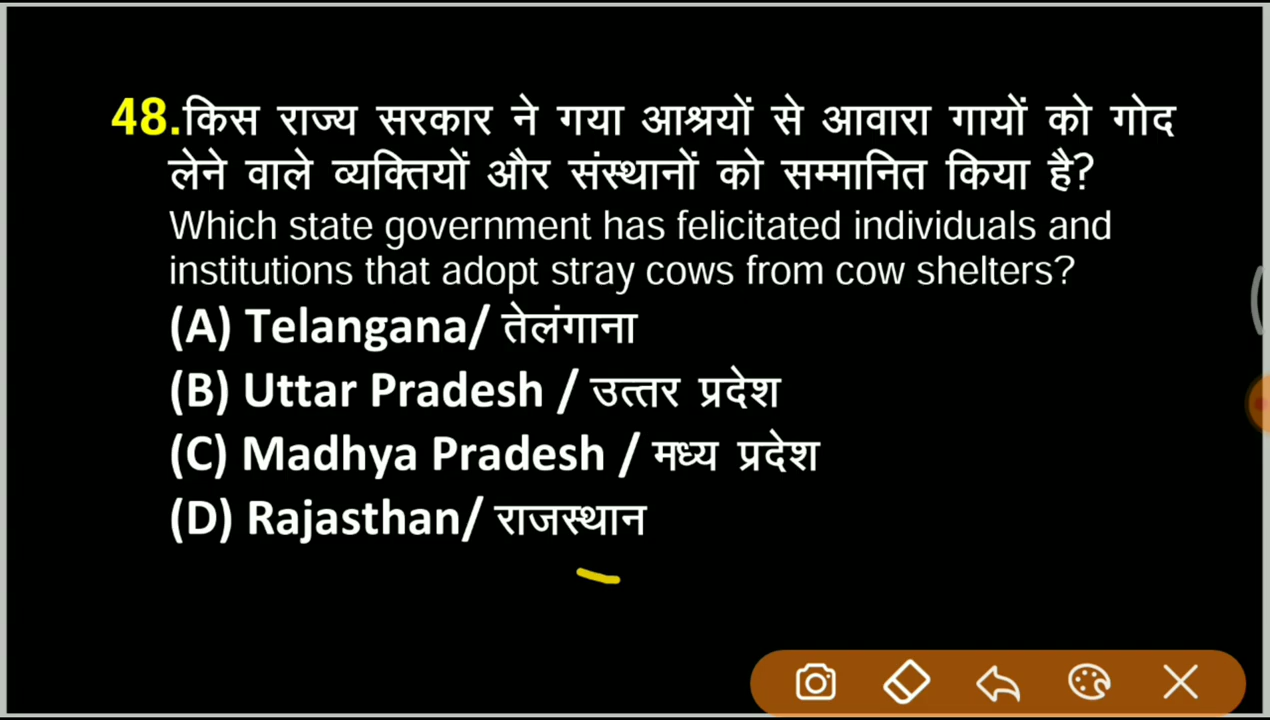 48.किस राज्य सरकार ने गया आश्रयों से आवारा गायों को गोद
लेने वाले व्यक्तियों और संस्थानों को सम्मानित किया है?
Which state government has felicitated individuals and
institutions that adopt stray cows from cow shelters?
(A) Telangana/ तेलंगाना
(B) Uttar Pradesh / उत्तर प्रदेश
(C) Madhya Pradesh / मध्य प्रदेश
(D) Rajasthan/ राजस्थान